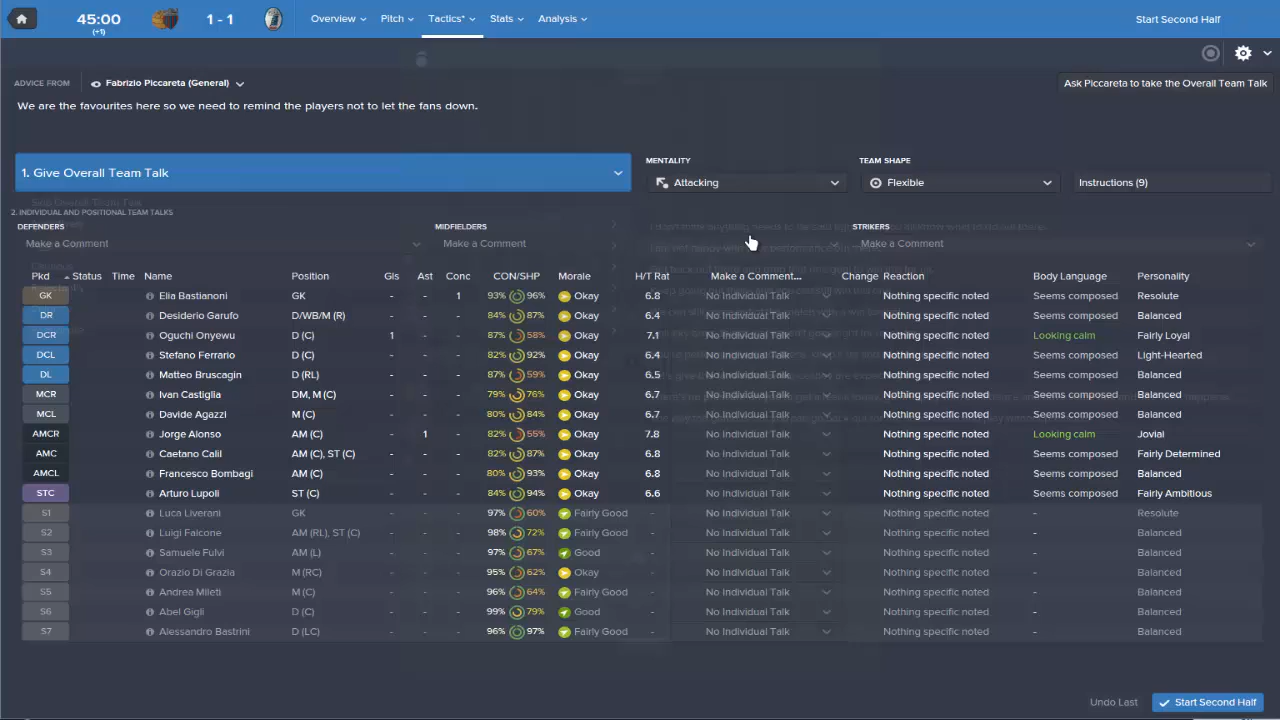 45:00
(+1)
1 - 1
Overview
Pitch
Tactics*
Stats
Analysis
Start Second Half
ADVICE FROM
Fabrizio Piccareta (General)
Ask Piccareta to take the Overall Team Talk
We are the favourites here so we need to remind the players not to let the fans down.
1. Give Overall Team Talk
MENTALITY
Attacking
TEAM SHAPE
Flexible
Instructions (9)
2. INDIVIDUAL AND POSITIONAL TEAM TALKS
DEFENDERS MIDFIELDERS STRIKERS
Make a Comment Make a Comment Make a Comment
Pkd Status Time Name Position Gls Ast Conc CON/SHP Morale H/T Rat Make a Comment... Change Reaction Body Language Personality
GK Elia Bastianoni GK - - 1 93% 96% Okay 6.8 No Individual Talk Nothing specific noted Seems composed Resolute
DR Desiderio Garufo D/WB/M (R) - - - 84% 87% Okay 6.4 No Individual Talk Nothing specific noted Seems composed Balanced
DCR Oguchi Onyewu D (C) 1 - - 87% 58% Okay 7.1 No Individual Talk Nothing specific noted Looking calm Fairly Loyal
DCL Stefano Ferrario D (C) - - - 82% 92% Okay 6.4 No Individual Talk Nothing specific noted Seems composed Light-Hearted
DL Matteo Bruscagin D (RL) - - - 87% 59% Okay 6.5 No Individual Talk Nothing specific noted Seems composed Balanced
MCR Ivan Castiglia DM, M (C) - - - 79% 76% Okay 6.7 No Individual Talk Nothing specific noted Seems composed Balanced
MCL Davide Agazzi M (C) - - - 80% 84% Okay 6.7 No Individual Talk Nothing specific noted Seems composed Balanced
AMCR Jorge Alonso AM (C) - 1 - 82% 55% Okay 7.8 No Individual Talk Nothing specific noted Looking calm Jovial
AMC Caetano Calil AM (C), ST (C) - - - 82% 87% Okay 6.8 No Individual Talk Nothing specific noted Seems composed Fairly Determined
AMCL Francesco Bombagi AM (C) - - - 80% 93% Okay 6.8 No Individual Talk Nothing specific noted Seems composed Balanced
STC Arturo Lupoli ST (C) - - - 84% 94% Okay 6.6 No Individual Talk Nothing specific noted Seems composed Fairly Ambitious
S1 Luca Liverani GK - - - 97% 60% Fairly Good - No Individual Talk Nothing specific noted - Resolute
S2 Luigi Falcone AM (RL), ST (C) - - - 98% 72% Fairly Good - No Individual Talk Nothing specific noted - Balanced
S3 Samuele Fulvi AM (L) - - - 97% 67% Good - No Individual Talk Nothing specific noted - Balanced
S4 Orazio Di Grazia M (RC) - - - 95% 62% Okay - No Individual Talk Nothing specific noted - Balanced
S5 Andrea Mileti M (C) - - - 96% 64% Fairly Good - No Individual Talk Nothing specific noted - Balanced
S6 Abel Gigli D (C) - - - 99% 79% Good - No Individual Talk Nothing specific noted - Balanced
S7 Alessandro Bastrini D (LC) - - - 96% 97% Fairly Good - No Individual Talk Nothing specific noted - Balanced
Undo Last
Start Second Half